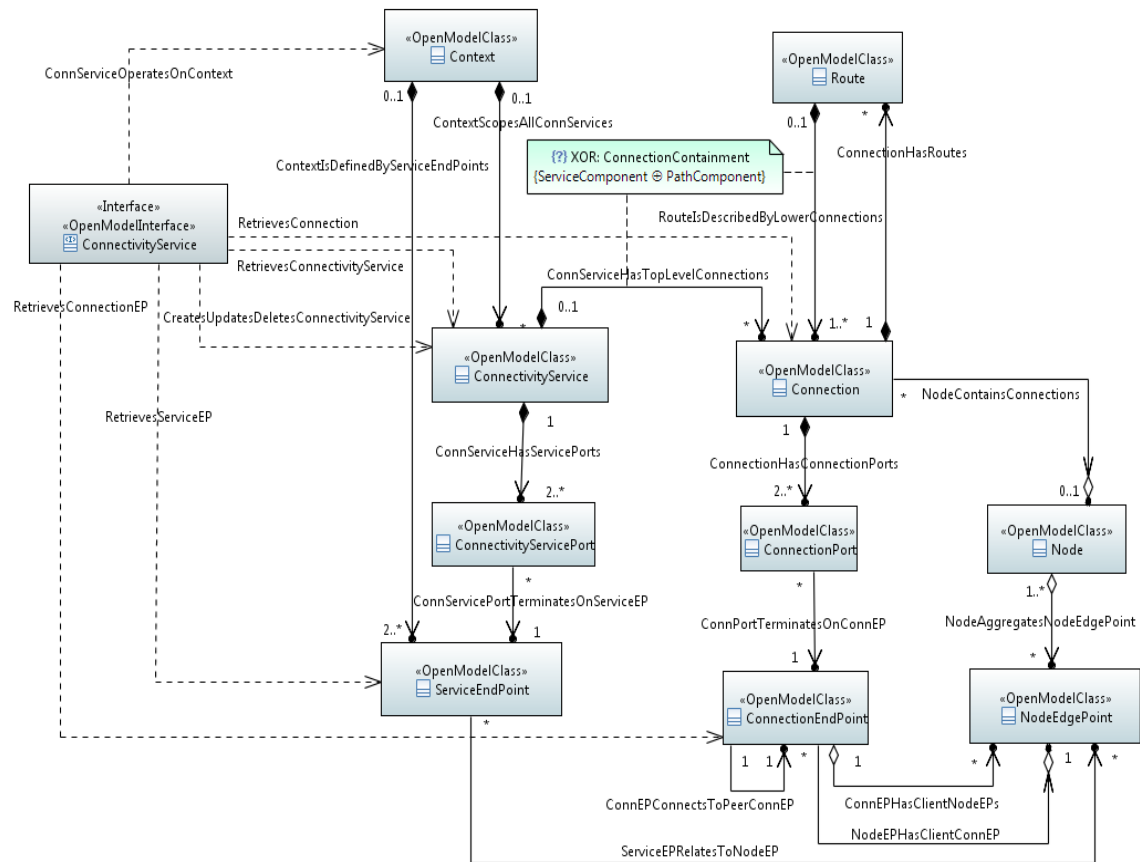 «OpenModelClass»
Context
«OpenModelClass»
Route
ConnServiceOperatesOnContext
0..1
0..1
0..1
*
ContextScopesAllConnServices
{?} XOR: ConnectionContainment
{ServiceComponent ⊕ PathComponent}
ConnectionHasRoutes
ContextIsDefinedByServiceEndPoints
«Interface»
«OpenModelInterface»
ConnectivityService
RetrievesConnection
RouteIsDescribedByLowerConnections
RetrievesConnectivityService
ConnServiceHasTopLevelConnections
RetrievesConnectionEP
CreatesUpdatesDeletesConnectivityService
*
0..1
*
1..*
1
«OpenModelClass»
ConnectivityService
«OpenModelClass»
Connection
*
NodeContainsConnections
RetrievesServiceEP
1
1
ConnServiceHasServicePorts
ConnectionHasConnectionPorts
2..*
2..*
0..1
«OpenModelClass»
ConnectivityServicePort
«OpenModelClass»
ConnectionPort
«OpenModelClass»
Node
*
*
1..*
ConnServicePortTerminatesOnServiceEP
ConnPortTerminatesOnConnEP
NodeAggregatesNodeEdgePoint
2..*
1
1
*
«OpenModelClass»
ServiceEndPoint
«OpenModelClass»
ConnectionEndPoint
«OpenModelClass»
NodeEdgePoint
*
1
1
*
1
*
1
*
ConnEPConnectsToPeerConnEP
ConnEPHasClientNodeEPs
NodeEPHasClientConnEP
ServiceEPRelatesToNodeEP